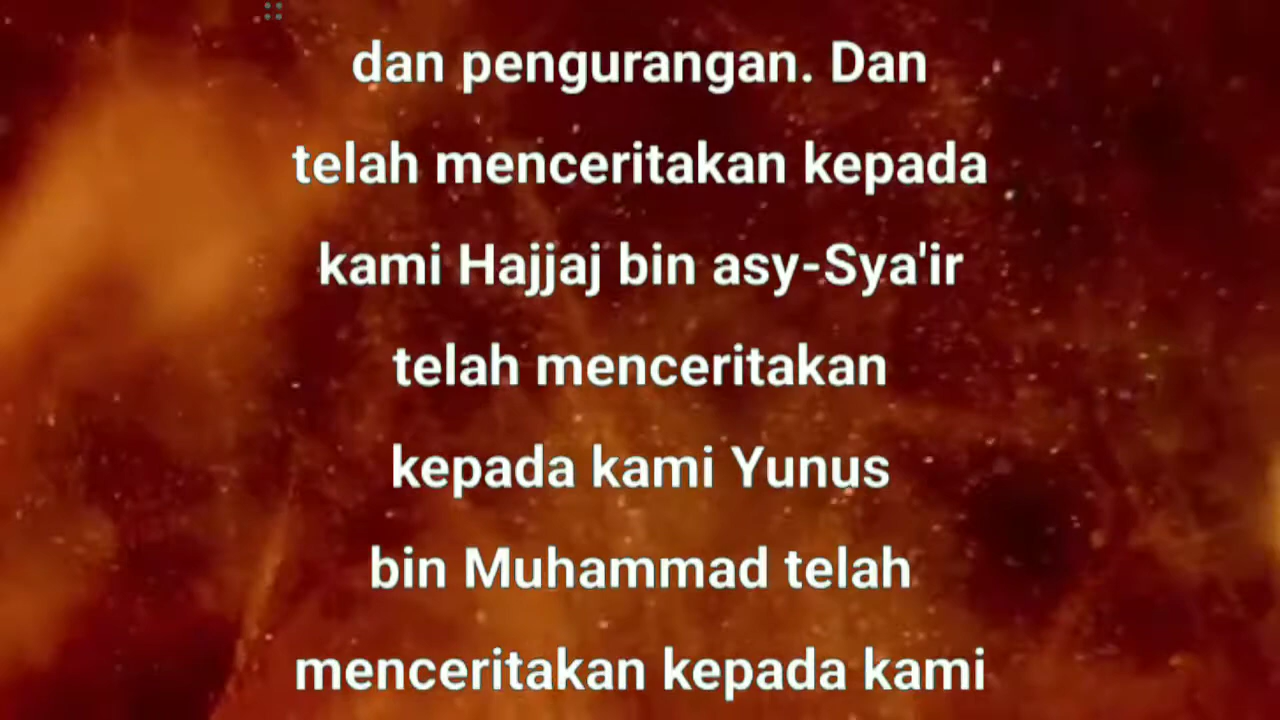 dan pengurangan. Dan
telah menceritakan kepada
kami Hajjaj bin asy-Sya'ir
telah menceritakan
kepada kami Yunus
bin Muhammad telah
menceritakan kepada kami